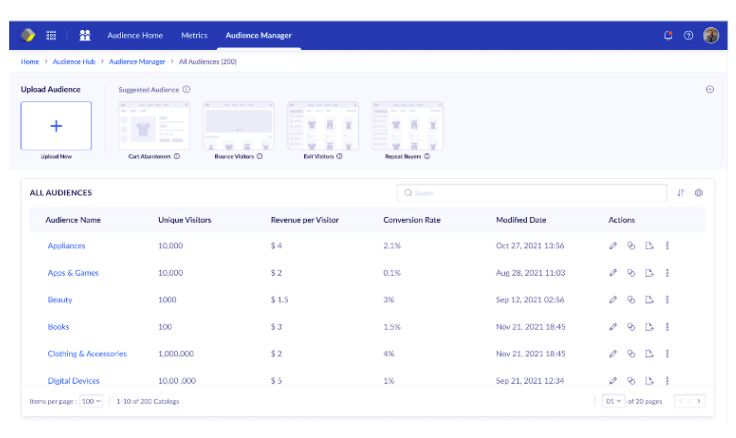 Audience Home Metrics Audience Manager
Home > Audience Hub > Audience Manager > All Audiences (200)
Upload Audience Suggested Audience
Upload New Cart Abandoners Bounce Visitors Exit Visitors Repeat Buyers
ALL AUDIENCES Search
Audience Name Unique Visitors Revenue per Visitor Conversion Rate Modified Date Actions
Appliances 10,000 $ 4 2.1% Oct 27, 2021 13:56
Apps & Games 10,000 $ 2 0.1% Aug 28, 2021 11:03
Beauty 1000 $ 1.5 3% Sep 12, 2021 02:56
Books 100 $ 3 1.5% Nov 21, 2021 18:45
Clothing & Accessories 1,000,000 $ 2 4% Nov 21, 2021 18:45
Digital Devices 10,00 ,000 $ 5 1% Sep 21, 2021 12:34
Items per page : 100 1-10 of 200 Catalogs 01 of 20 pages